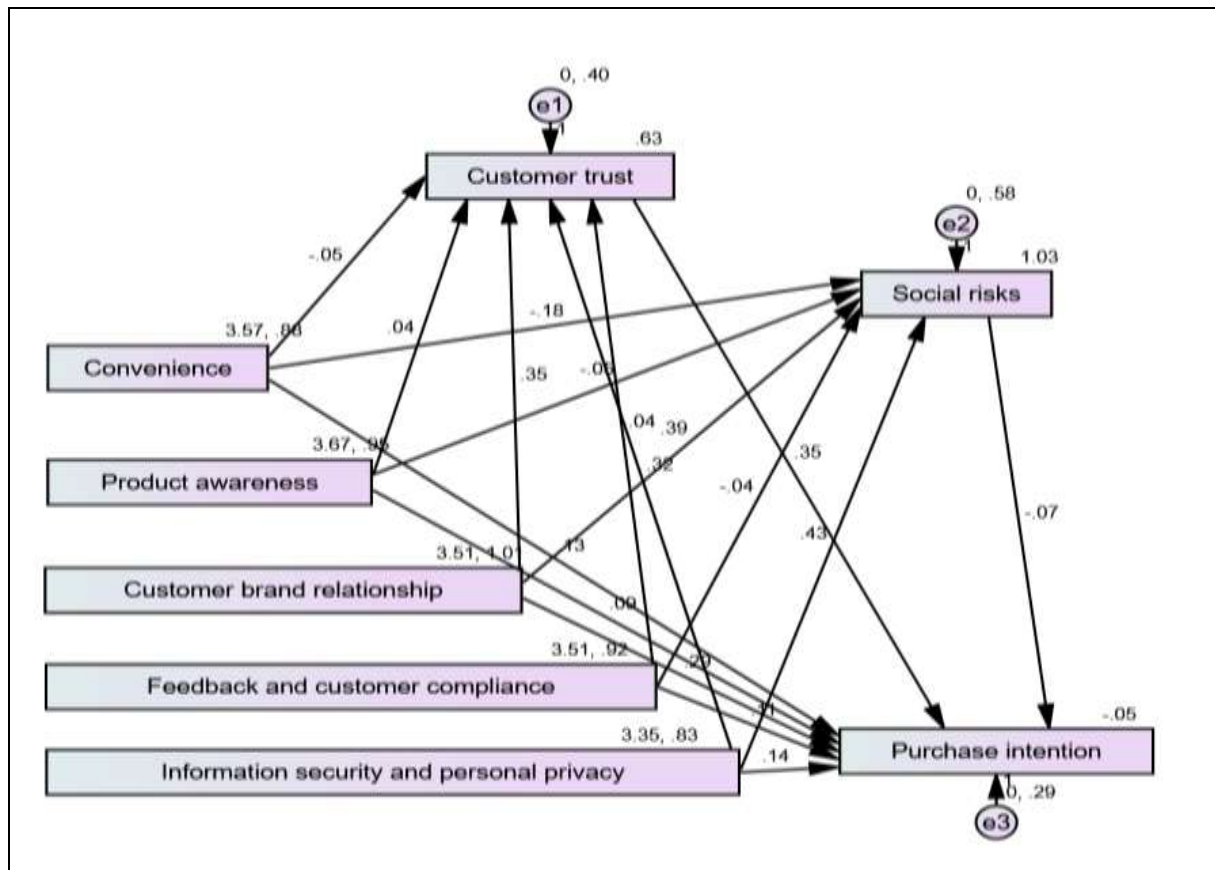 0, .40
e1
1
.63
Customer trust
0, .58
e2
1
1.03
Social risks
-.05
-.18
3.57, .88
.04
Convenience
.35
-.05
.04
.39
3.67, .95
.32
.35
Product awareness
-.04
-.07
.43
3.51, 1.01
.13
Customer brand relationship
.09
3.51, .92
.29
Feedback and customer compliance
.11
-.05
3.35, .83
Purchase intention
.14
Information security and personal privacy
1
0, .29
e3